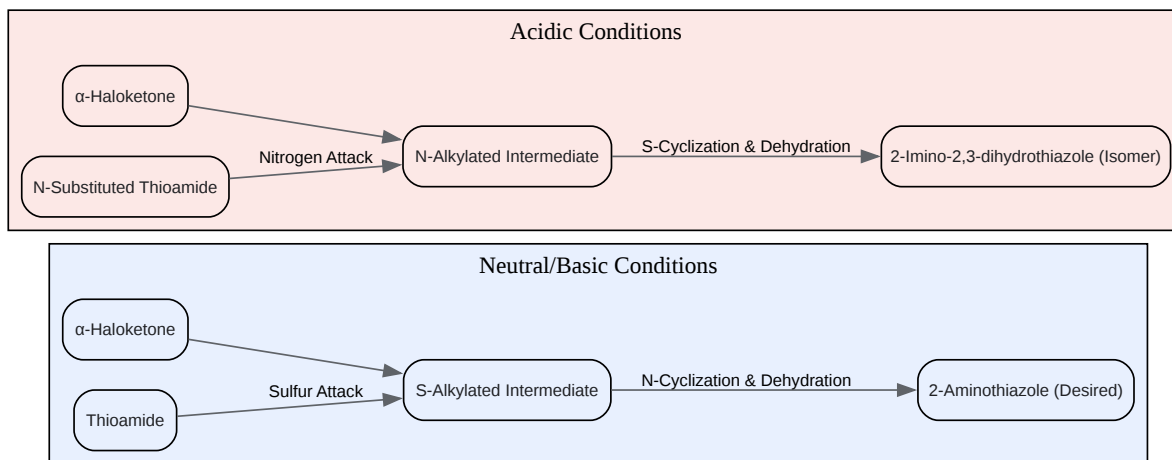 Acidic Conditions
α-Haloketone
N-Substituted Thioamide
Nitrogen Attack
N-Alkylated Intermediate
S-Cyclization & Dehydration
2-Imino-2,3-dihydrothiazole (Isomer)
Neutral/Basic Conditions
α-Haloketone
Thioamide
Sulfur Attack
S-Alkylated Intermediate
N-Cyclization & Dehydration
2-Aminothiazole (Desired)